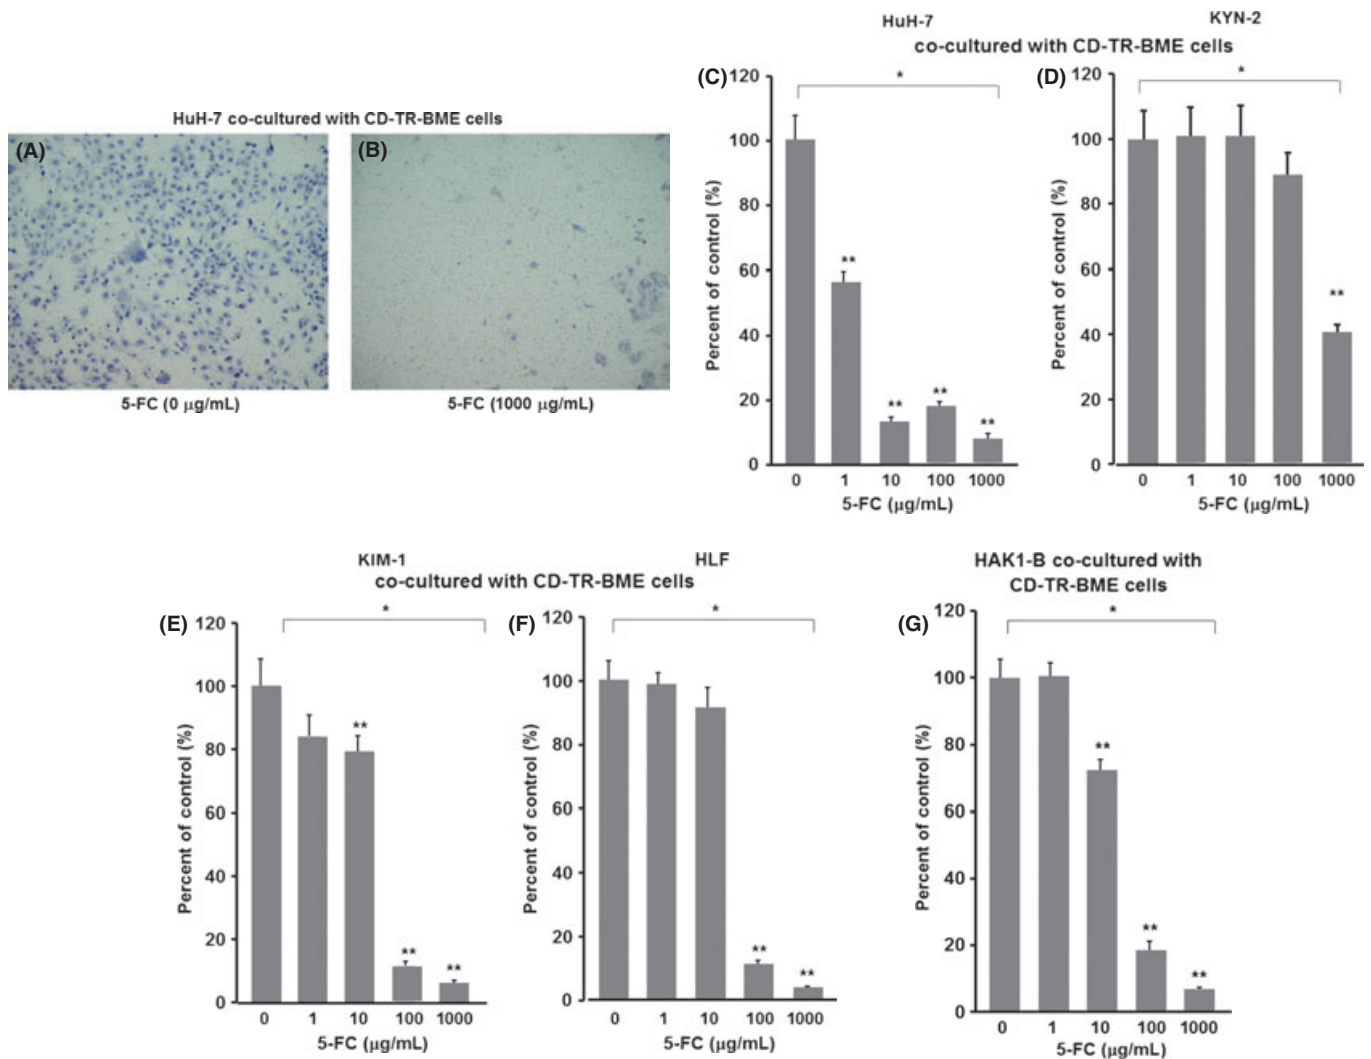 HuH-7 co-cultured with CD-TR-BME cells
(A)
(B)
5-FC (0 μg/mL)
5-FC (1000 μg/mL)
HuH-7
KYN-2
co-cultured with CD-TR-BME cells
(C)
*
Percent of control (%)
120
100
80
60
40
20
0
**
**
**
**
0 1 10 100 1000
5-FC (μg/mL)
(D)
*
Percent of control (%)
120
100
80
60
40
20
0
**
0 1 10 100 1000
5-FC (μg/mL)
KIM-1
HLF
co-cultured with CD-TR-BME cells
(E)
*
Percent of control (%)
120
100
80
60
40
20
0
**
**
**
0 1 10 100 1000
5-FC (μg/mL)
(F)
*
Percent of control (%)
120
100
80
60
40
20
0
**
**
0 1 10 100 1000
5-FC (μg/mL)
HAK1-B co-cultured with
CD-TR-BME cells
(G)
*
Percent of control (%)
120
100
80
60
40
20
0
**
**
**
0 1 10 100 1000
5-FC (μg/mL)